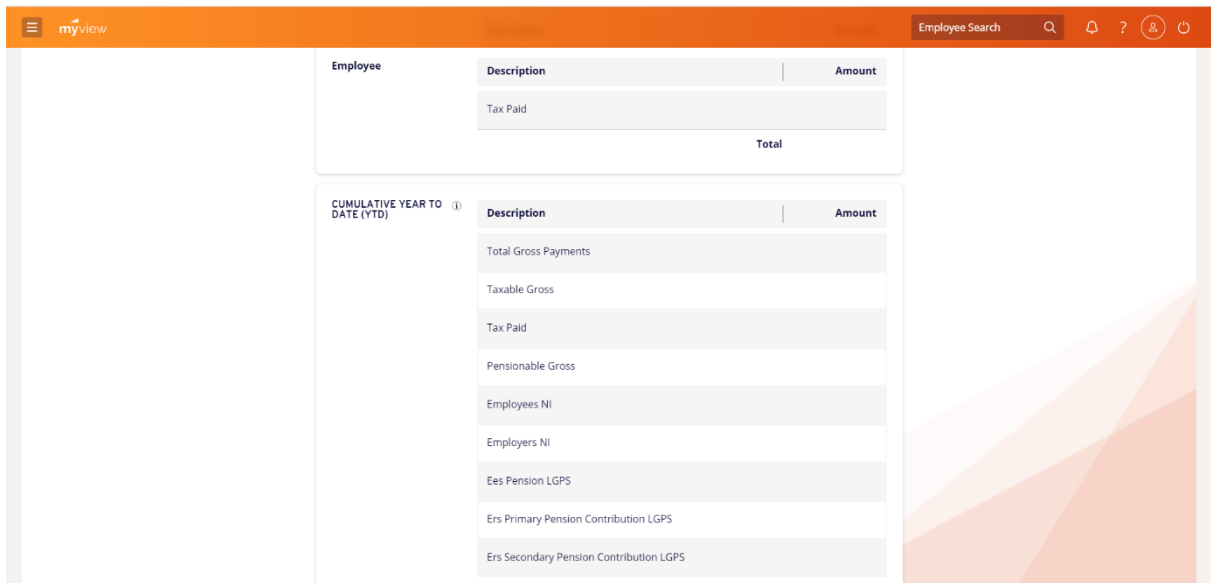 myview
Employee Search
?
Employee
Description Amount
Tax Paid
Total
CUMULATIVE YEAR TO
DATE (YTD)
Description Amount
Total Gross Payments
Taxable Gross
Tax Paid
Pensionable Gross
Employees NI
Employers NI
Ees Pension LGPS
Ers Primary Pension Contribution LGPS
Ers Secondary Pension Contribution LGPS